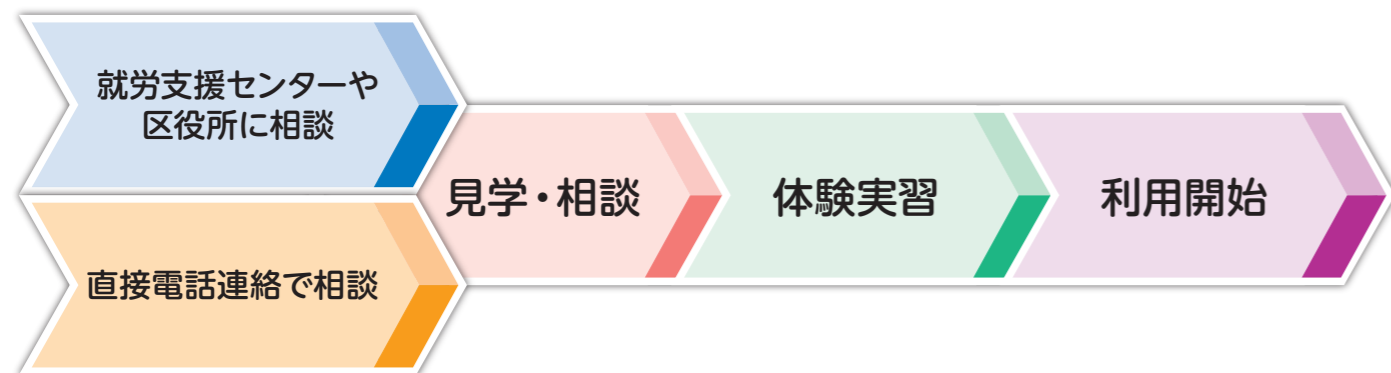 就労支援センターや
区役所に相談
直接電話連絡で相談
見学・相談
体験実習
利用開始